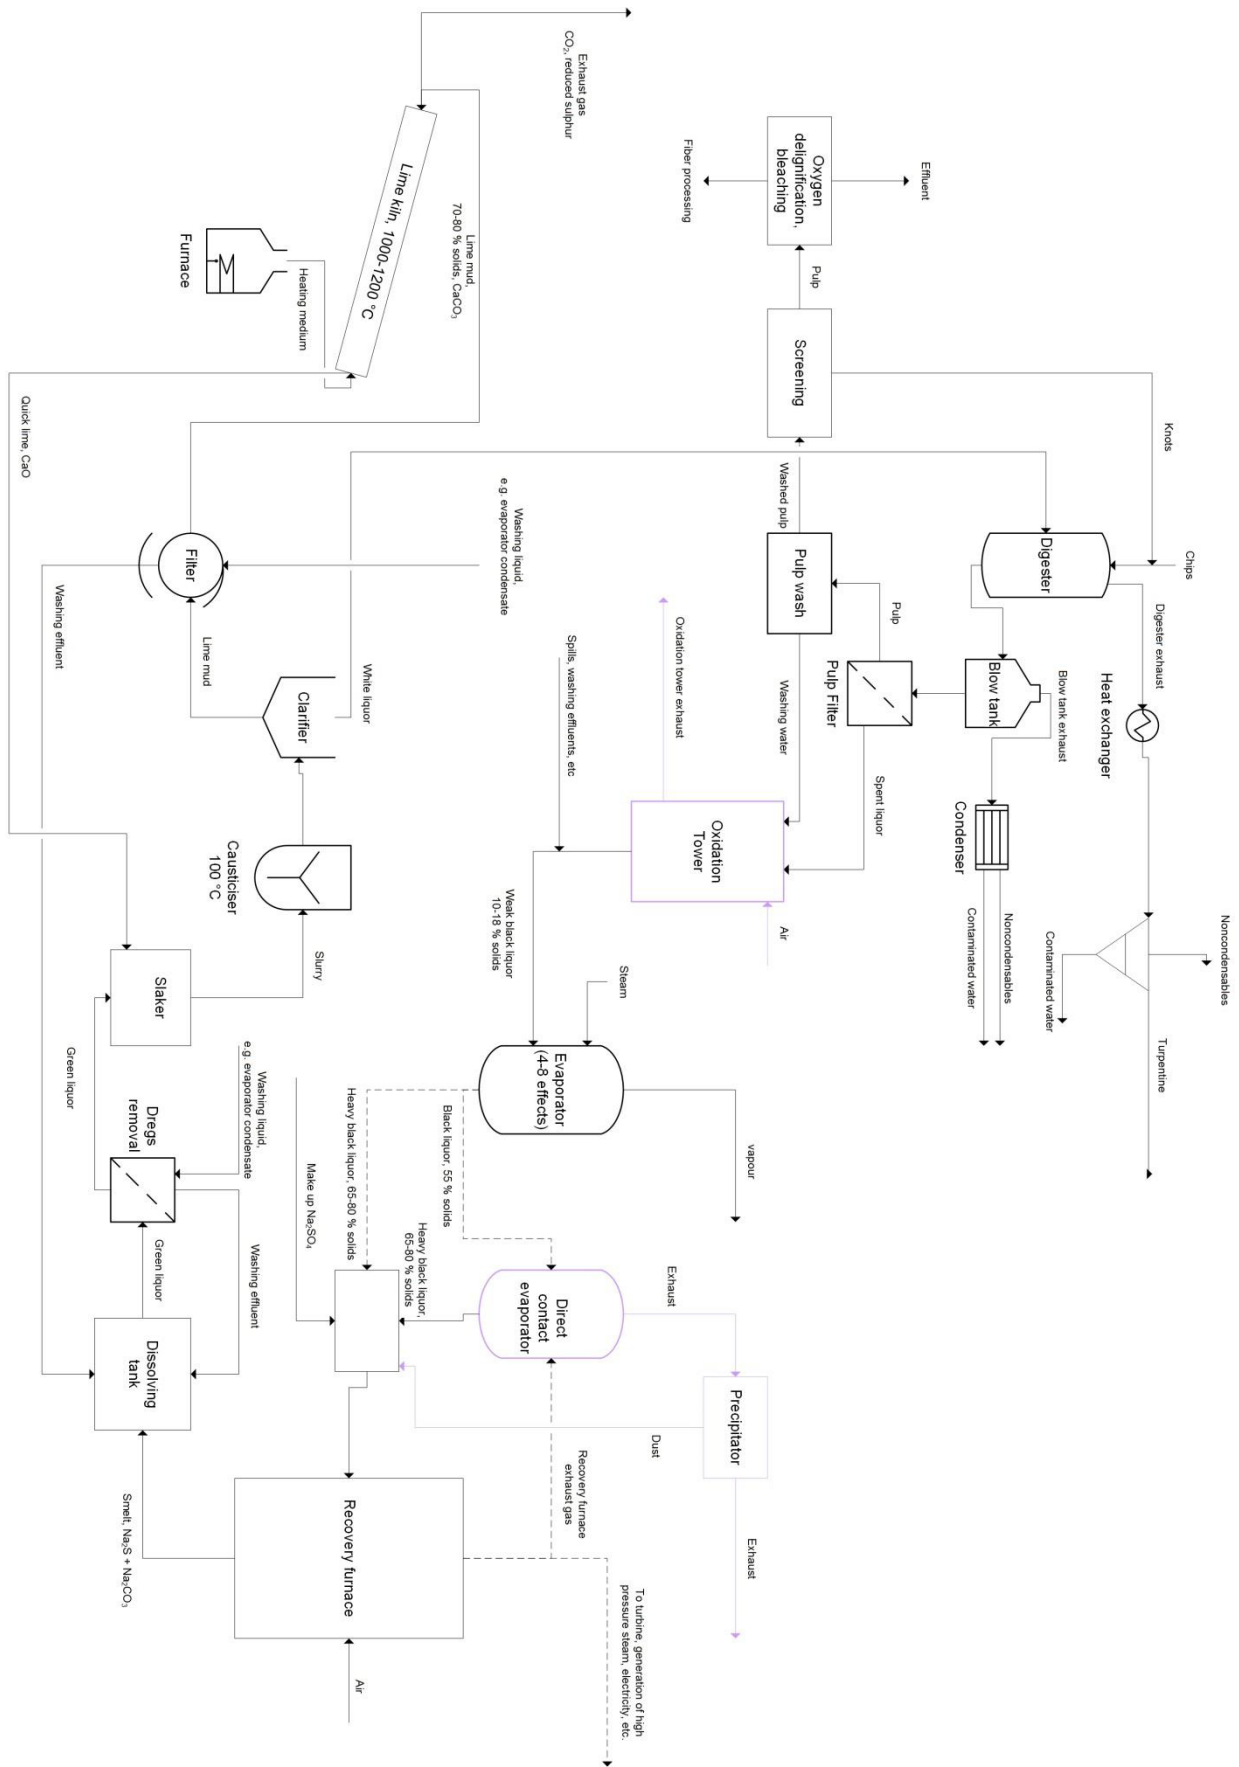 Chips
Knots
Digester
Digester exhaust
Heat exchanger
Noncondensables
Contaminated water
Turpentine
Blow tank
Blow tank exhaust
Condenser
Noncondensables
Contaminated water
Effluent
Oxygen
delignification,
bleaching
Fiber processing
Pulp
Screening
Washed pulp
Pulp wash
Pulp
Pulp Filter
Washing water
Spent liquor
Oxidation tower exhaust
Oxidation
Tower
Air
Spills, washing effluents, etc
Weak black liquor
10-18 % solids
Steam
Evaporator
(4-8 effects)
vapour
Black liquor, 55 % solids
Heavy black liquor, 65-80 % solids
Direct
contact
evaporator
Exhaust
Precipitator
Exhaust
Dust
Heavy black liquor,
65-80 % solids
Make up Na₂SO₄
Recovery furnace
exhaust gas
To turbine, generation of high
pressure steam, electricity, etc.
Recovery furnace
Air
Exhaust gas
CO₂, reduced sulphur
Lime kiln, 1000-1200 °C
Lime mud,
70-80 % solids, CaCO₃
Furnace
Heating medium
Quick lime, CaO
Washing liquid,
e.g. evaporator condensate
Filter
Washing effluent
Lime mud
White liquor
Clarifier
Causticiser
100 °C
Slurry
Slaker
Green liquor
Washing liquid,
e.g. evaporator condensate
Dregs
removal
Green liquor
Washing effluent
Dissolving
tank
Smelt, Na₂S + Na₂CO₃